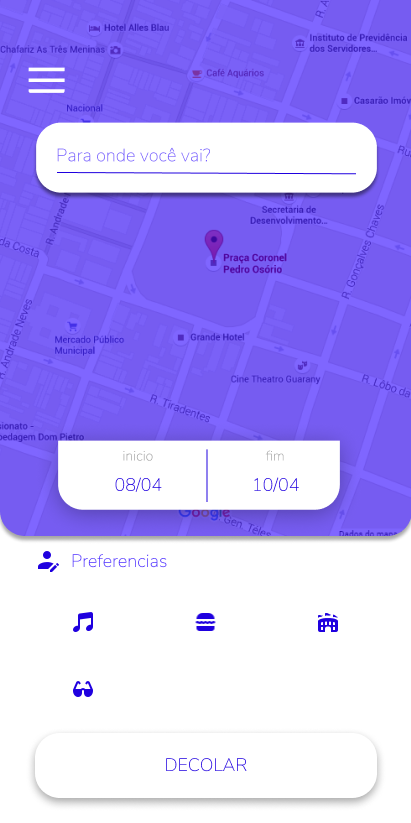 Hotel Alles Blau
Instituto de Previdência
dos Servidores...
Chafariz As Três Meninas
Café Aquários
Casarão Imóv
Nacional
R. Andrade N
Para onde você vai?
Secretaria de
Desenvolvimento...
R. Gonçalves Chaves
da Costa
Praça Coronel
Pedro Osório
R. Andrade Neves
Mercado Público
Municipal
Grande Hotel
Cine Theatro Guarany
R. Lobo da
R. Tiradentes
sionato -
pedagem Dom Pietro
inicio
fim
08/04
10/04
Google
R. Gen. Teles
Dados do mapa
Preferencias
DECOLAR